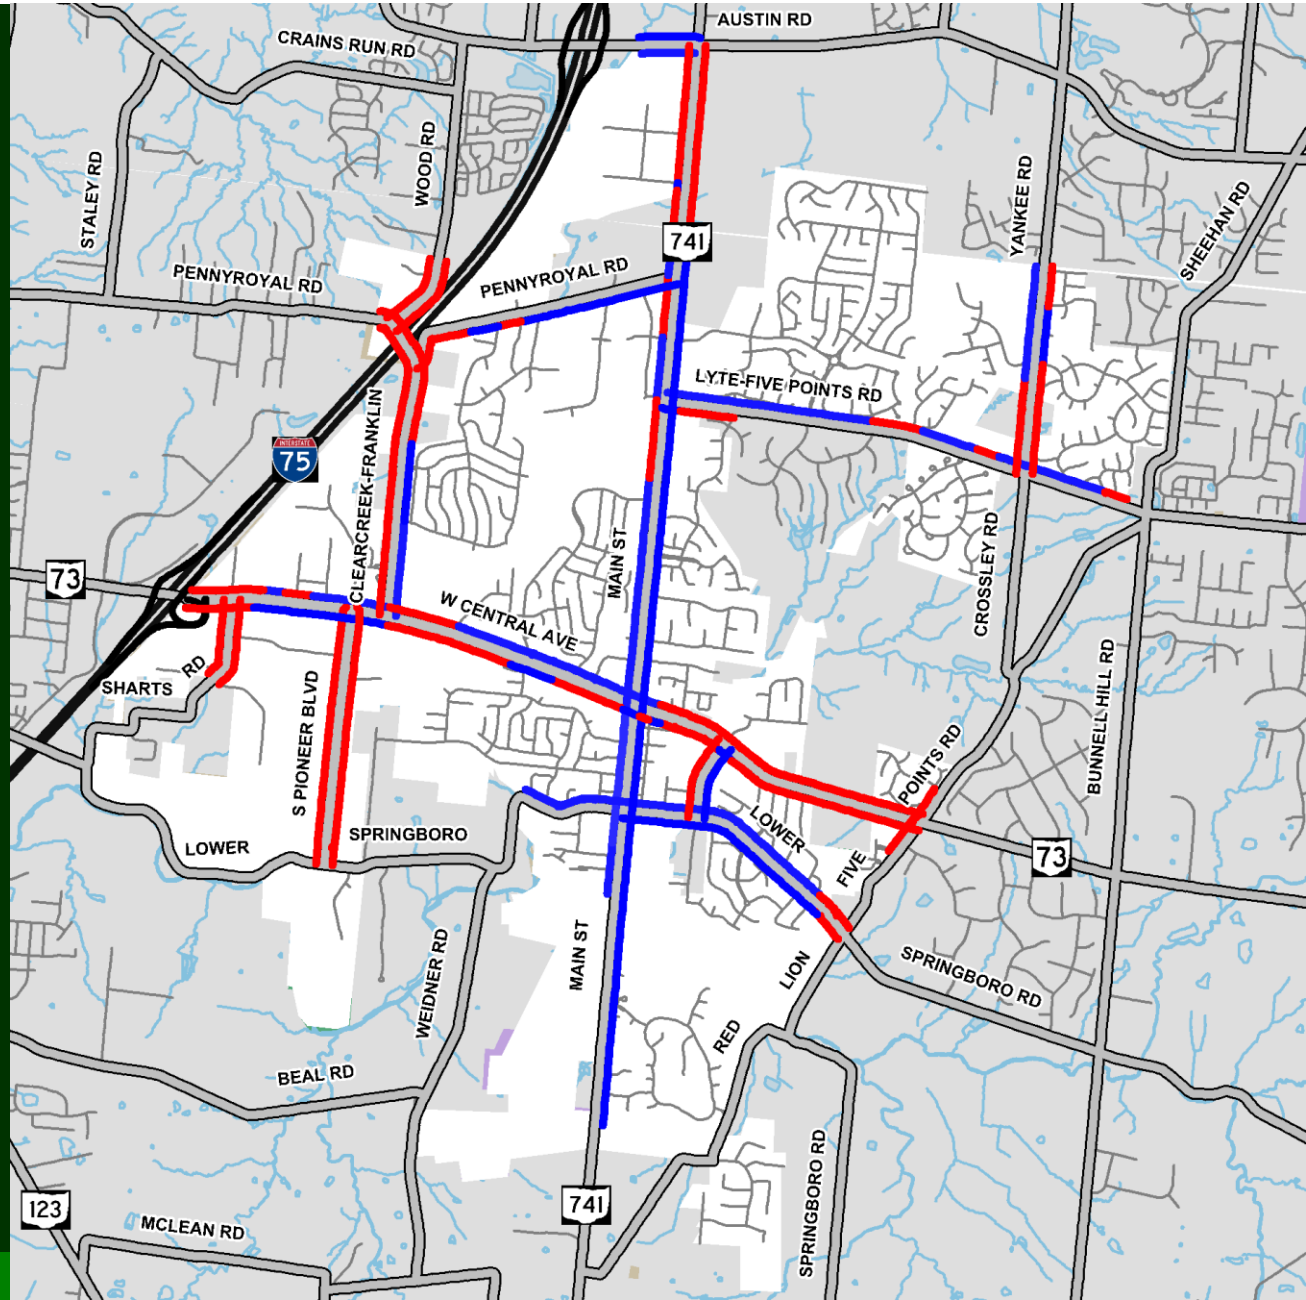 AUSTIN RD
CRAINS RUN RD
WOOD RD
STALEY RD
YANKEE RD
SHEEHAN RD
741
PENNYROYAL RD
PENNYROYAL RD
LYTE-FIVE POINTS RD
CLEARCREEK-FRANKLIN
INTERSTATE
75
MAIN ST
CROSSLEY RD
73
W CENTRAL AVE
SHARTS RD
S PIONEER BLVD
BUNNELL HILL RD
FIVE POINTS RD
LOWER SPRINGBORO
LOWER
73
SPRINGBORO RD
MAIN ST
WEIDNER RD
RED LION
BEAL RD
SPRINGBORO RD
741
123
MCLEAN RD